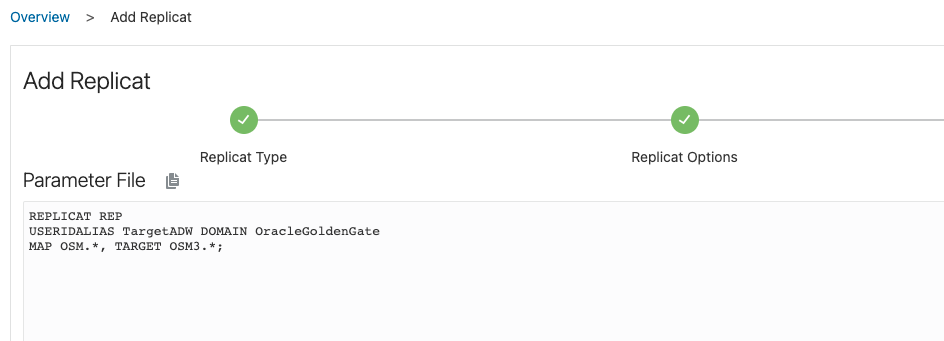 Overview > Add Replicat
Add Replicat
Replicat Type
Replicat Options
Parameter File
REPLICAT REP
USERIDALIAS TargetADW DOMAIN OracleGoldenGate
MAP OSM.*, TARGET OSM3.*;